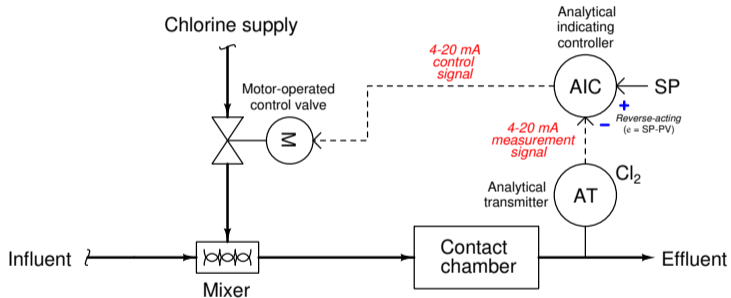 Chlorine supply
Analytical
indicating
controller
4-20 mA
control
signal
Motor-operated
control valve
AIC
SP
M
+
−
Reverse-acting
(e = SP-PV)
4-20 mA
measurement
signal
Cl2
Analytical
transmitter
AT
Influent
Mixer
Contact
chamber
Effluent